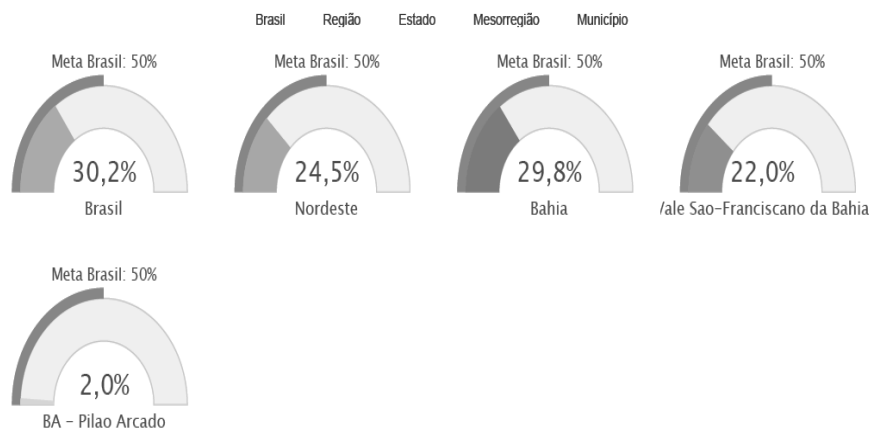 Brasil Região Estado Mesorregião Município
Meta Brasil: 50% Meta Brasil: 50% Meta Brasil: 50% Meta Brasil: 50%
30,2% 24,5% 29,8% 22,0%
Brasil Nordeste Bahia Vale Sao-Franciscano da Bahia
Meta Brasil: 50%
2,0%
BA - Pilao Arcado